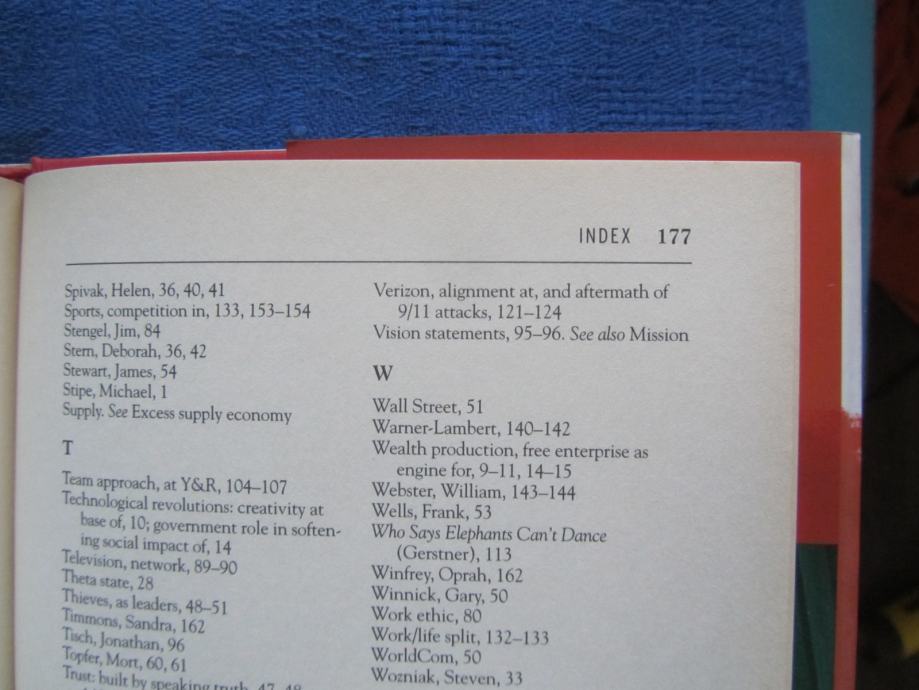 INDEX 177
Spivak, Helen, 36, 40, 41
Sports, competition in, 133, 153–154
Stengel, Jim, 84
Stern, Deborah, 36, 42
Stewart, James, 54
Stipe, Michael, 1
Supply. See Excess supply economy
T
Team approach, at Y&R, 104–107
Technological revolutions: creativity at
base of, 10; government role in soften-
ing social impact of, 14
Television, network, 89–90
Theta state, 28
Thieves, as leaders, 48–51
Timmons, Sandra, 162
Tisch, Jonathan, 96
Topfer, Mort, 60, 61
Trust: built by speaking truth, 47, 48
Verizon, alignment at, and aftermath of
9/11 attacks, 121–124
Vision statements, 95–96. See also Mission
W
Wall Street, 51
Warner-Lambert, 140–142
Wealth production, free enterprise as
engine for, 9–11, 14–15
Webster, William, 143–144
Wells, Frank, 53
Who Says Elephants Can't Dance
(Gerstner), 113
Winfrey, Oprah, 162
Winnick, Gary, 50
Work ethic, 80
Work/life split, 132–133
WorldCom, 50
Wozniak, Steven, 33